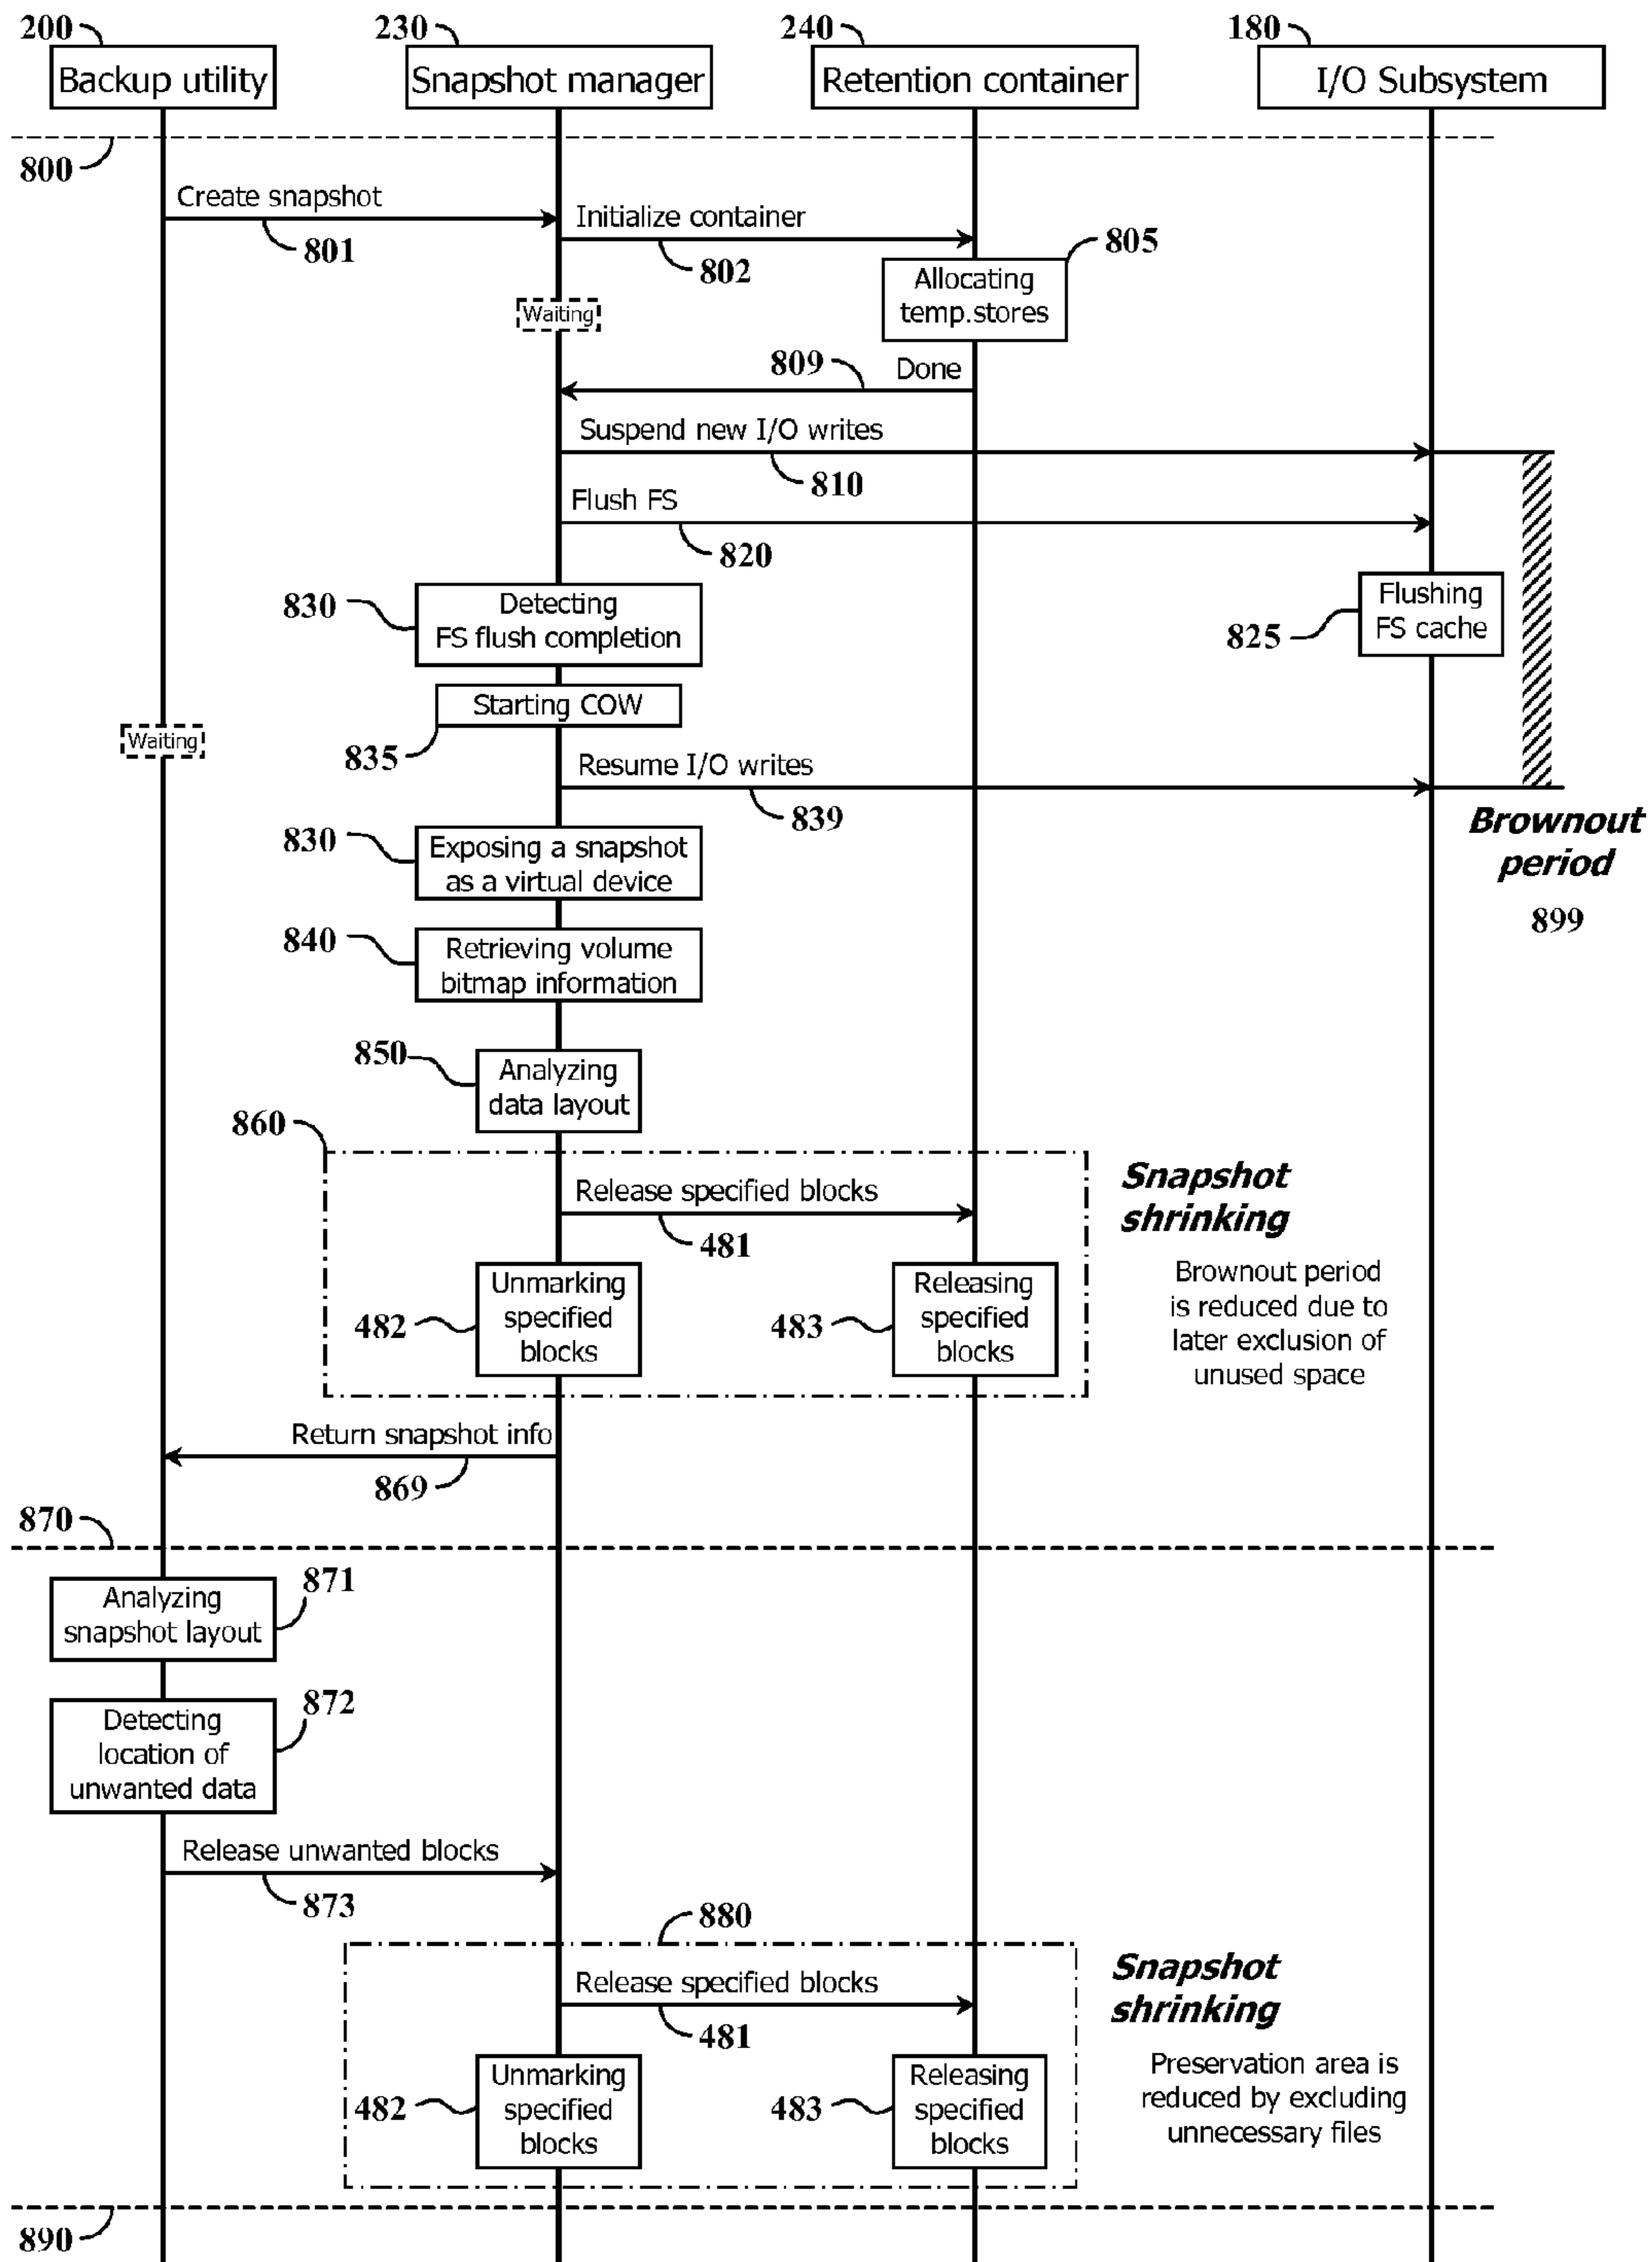 200
230
240
180
Backup utility
Snapshot manager
Retention container
I/O Subsystem
800
Create snapshot
801
Initialize container
802
805
Allocating
temp.stores
Waiting
809
Done
Suspend new I/O writes
810
Flush FS
820
830
Detecting
FS flush completion
825
Flushing
FS cache
Starting COW
835
Waiting
Resume I/O writes
839
Brownout
period
899
830
Exposing a snapshot
as a virtual device
840
Retrieving volume
bitmap information
850
Analyzing
data layout
860
Release specified blocks
481
Snapshot
shrinking
Brownout period
is reduced due to
later exclusion of
unused space
482
Unmarking
specified
blocks
483
Releasing
specified
blocks
Return snapshot info
869
870
871
Analyzing
snapshot layout
872
Detecting
location of
unwanted data
Release unwanted blocks
873
880
Release specified blocks
481
Snapshot
shrinking
Preservation area is
reduced by excluding
unnecessary files
482
Unmarking
specified
blocks
483
Releasing
specified
blocks
890